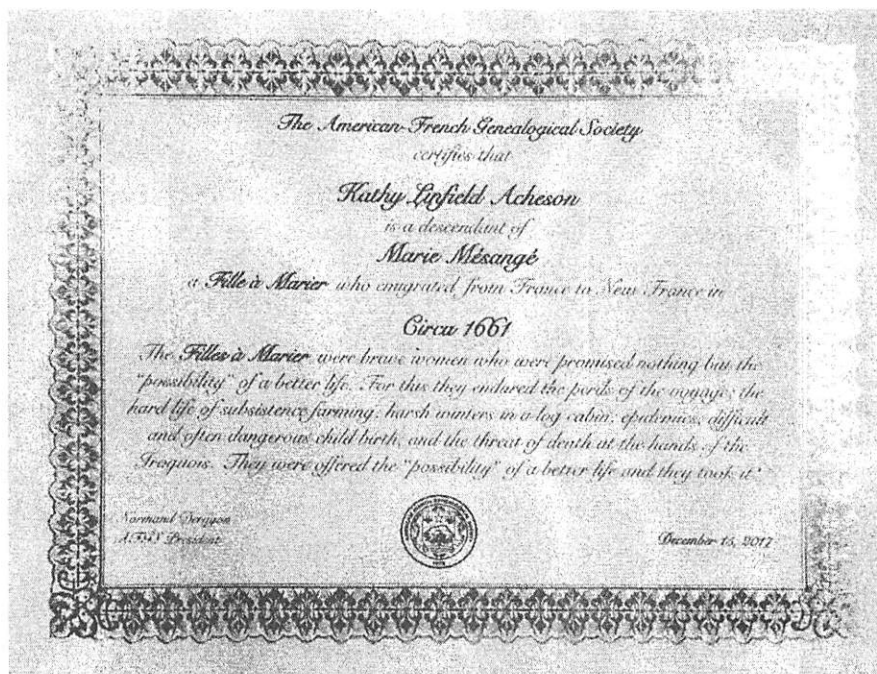 The American-French Genealogical Society
certifies that
Kathy Linfield Acheson
is a descendant of
Marie Mésangé
a Fille à Marier who emigrated from France to New France in
Circa 1661
The Filles à Marier were brave women who were promised nothing but the
"possibility" of a better life. For this they endured the perils of the voyage; the
hard life of subsistence farming; harsh winters in a log cabin; epidemics; difficult
and often dangerous child birth, and the threat of death at the hands of the
Iroquois. They were offered the "possibility" of a better life and they took it!
Normand
AFGS President
December 15, 2017